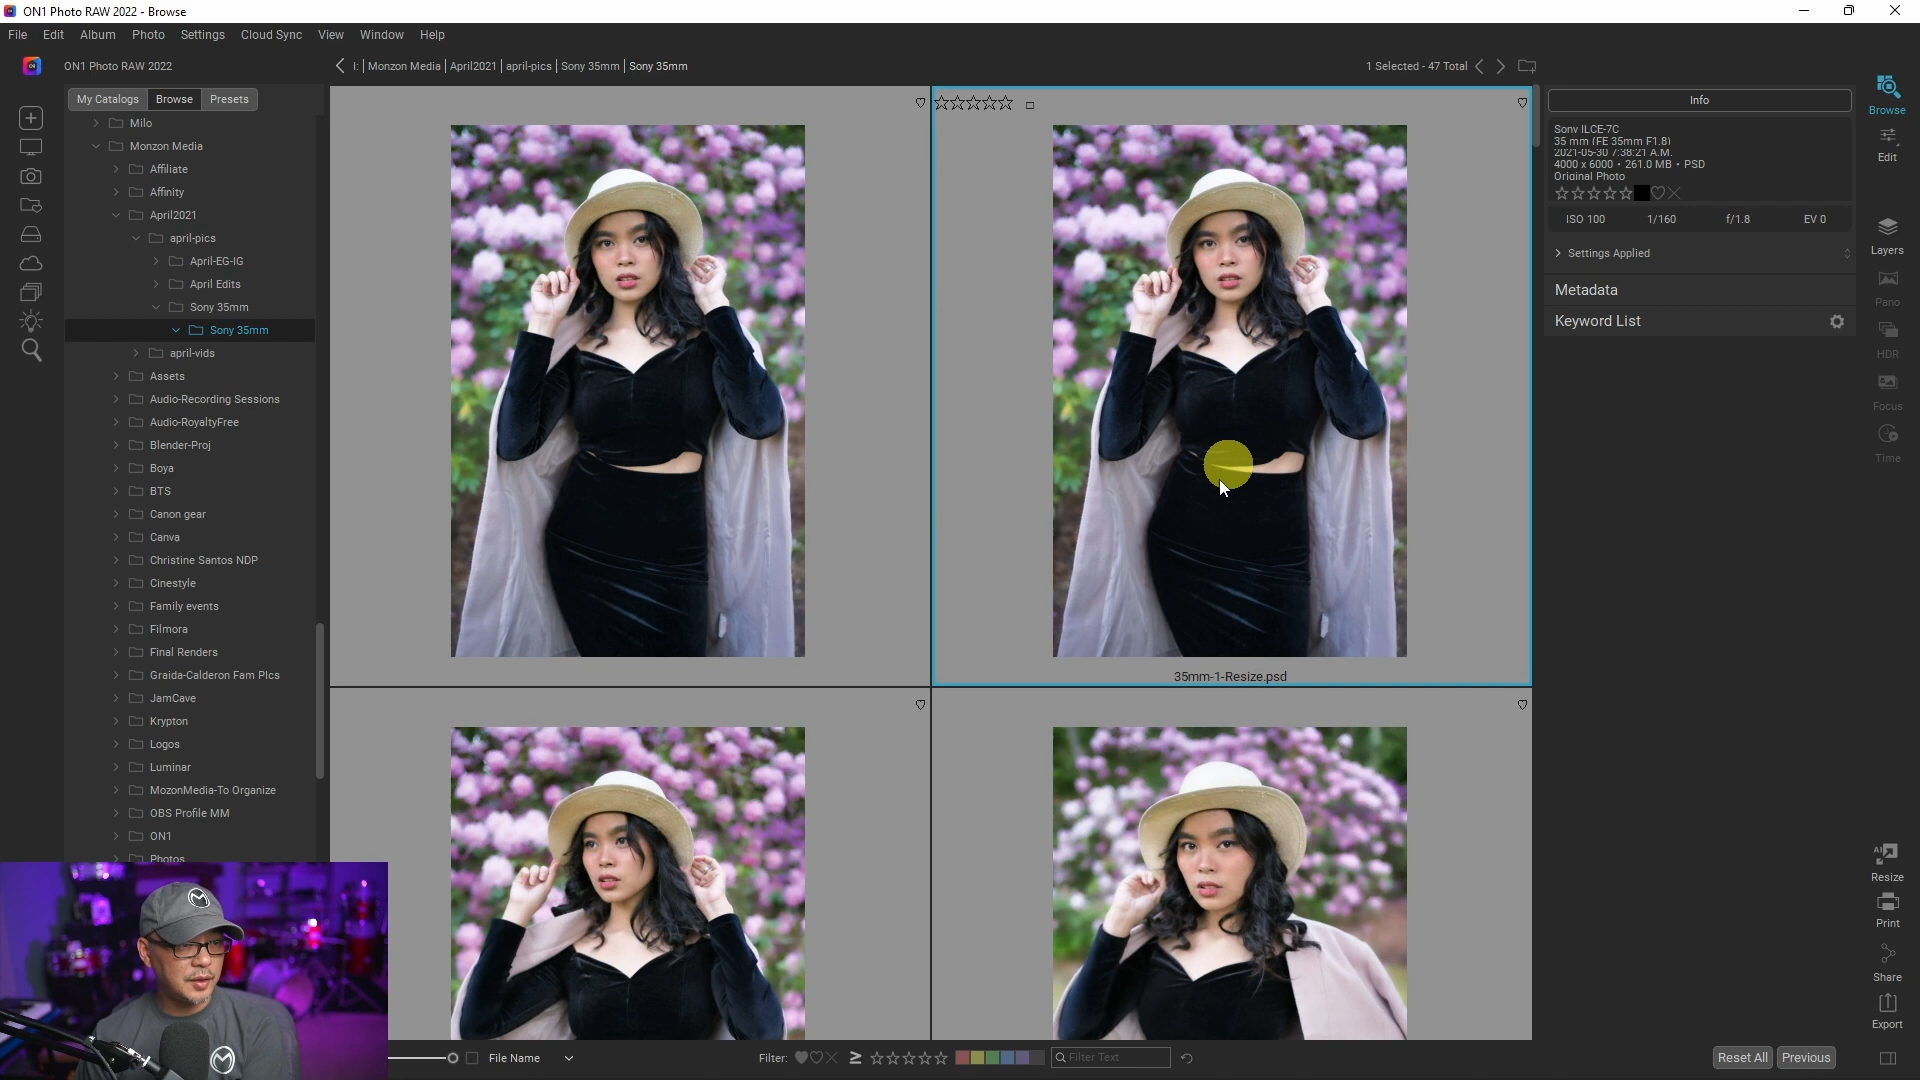 ON1 Photo RAW 2022 - Browse
File Edit Album Photo Settings Cloud Sync View Window Help
ON1 Photo RAW 2022
I: Monzon Media April2021 april-pics Sony 35mm Sony 35mm
1 Selected - 47 Total
My Catalogs Browse Presets
Milo
Monzon Media
Affiliate
Affinity
April2021
april-pics
April-EG-IG
April Edits
Sony 35mm
Sony 35mm
april-vids
Assets
Audio-Recording Sessions
Audio-RoyaltyFree
Blender-Proj
Boya
BTS
Canon gear
Canva
Christine Santos NDP
Cinestyle
Family events
Filmora
Final Renders
Graida-Calderon Fam PIcs
JamCave
Krypton
Logos
Luminar
MozonMedia-To Organize
OBS Profile MM
ON1
Photos
35mm-1-Resize.psd
File Name
Filter:
Filter Text
Info
Sony ILCE-7C
35 mm (FE 35mm F1.8)
2021-05-30 7:38:21 A.M.
4000 x 6000 • 261.0 MB • PSD
Original Photo
ISO 100 1/160 f/1.8 EV 0
Settings Applied
Metadata
Keyword List
Reset All Previous
Browse
Edit
Layers
Pano
HDR
Focus
Time
AI
Resize
Print
Share
Export